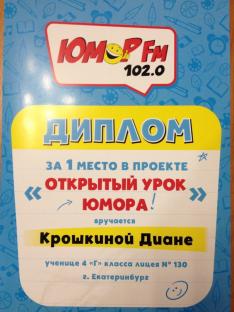 ЮМОР FM
102.0
ДИПЛОМ
ЗА 1 МЕСТО В ПРОЕКТЕ
«ОТКРЫТЫЙ УРОК
ЮМОРА!»
вручается
Крошкиной Диане
ученице 4 «Г» класса лицея № 130
г. Екатеринбург